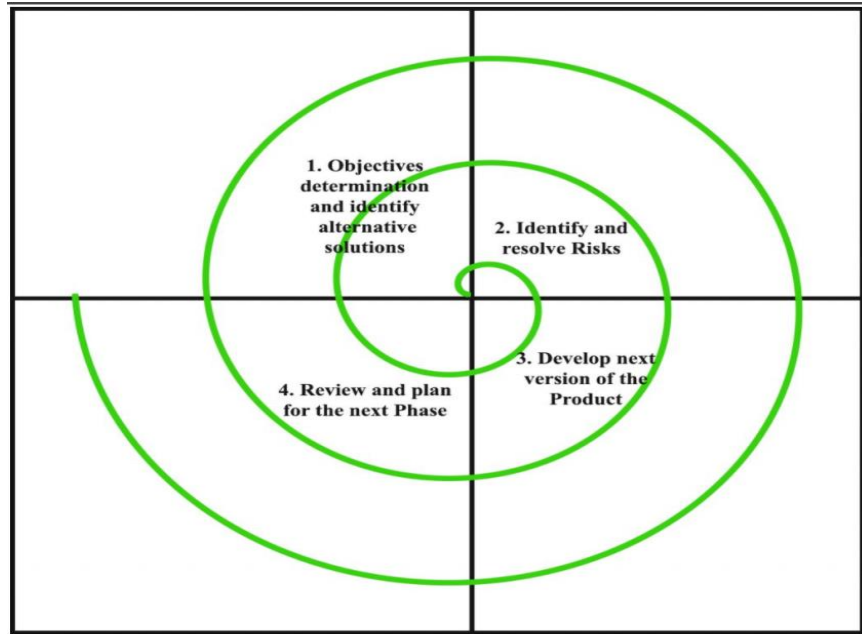 1. Objectives
determination
and identify
alternative
solutions
2. Identify and
resolve Risks
3. Develop next
version of the
Product
4. Review and plan
for the next Phase